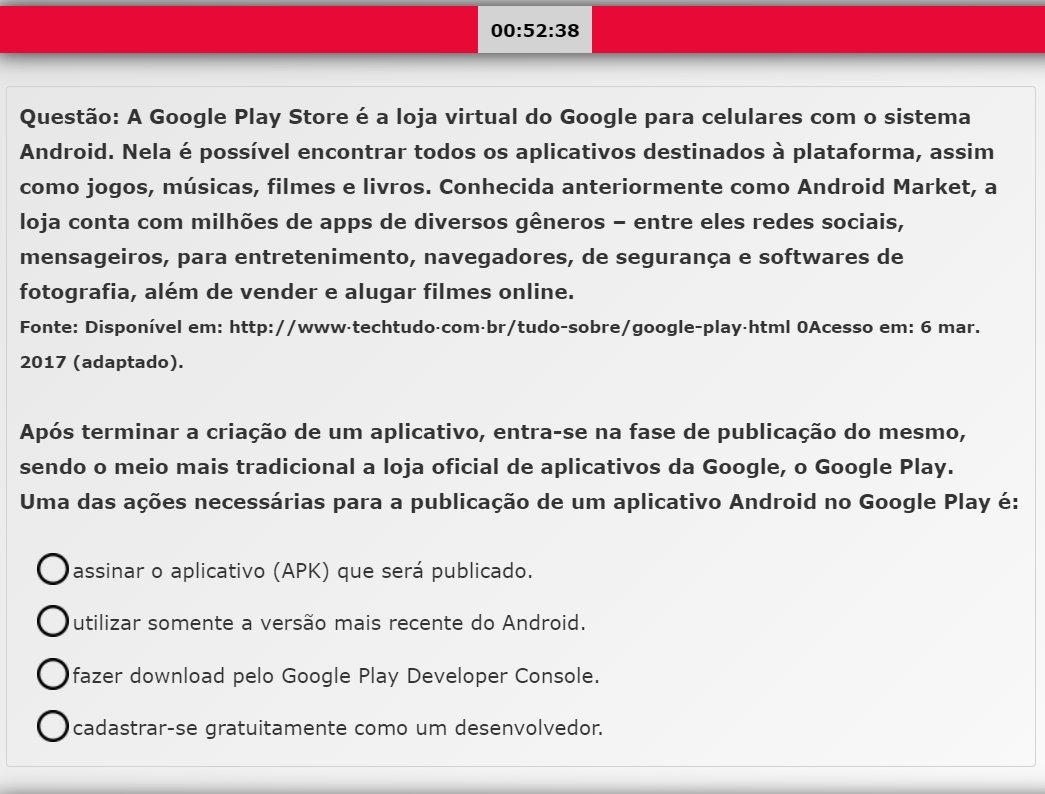 00:52:38
Questão: A Google Play Store é a loja virtual do Google para celulares com o sistema
Android. Nela é possível encontrar todos os aplicativos destinados à plataforma, assim
como jogos, músicas, filmes e livros. Conhecida anteriormente como Android Market, a
loja conta com milhões de apps de diversos gêneros – entre eles redes sociais,
mensageiros, para entretenimento, navegadores, de segurança e softwares de
fotografia, além de vender e alugar filmes online.
Fonte: Disponível em: http://www·techtudo·com·br/tudo-sobre/google-play·html 0Acesso em: 6 mar.
2017 (adaptado).
Após terminar a criação de um aplicativo, entra-se na fase de publicação do mesmo,
sendo o meio mais tradicional a loja oficial de aplicativos da Google, o Google Play.
Uma das ações necessárias para a publicação de um aplicativo Android no Google Play é:
assinar o aplicativo (APK) que será publicado.
utilizar somente a versão mais recente do Android.
fazer download pelo Google Play Developer Console.
cadastrar-se gratuitamente como um desenvolvedor.